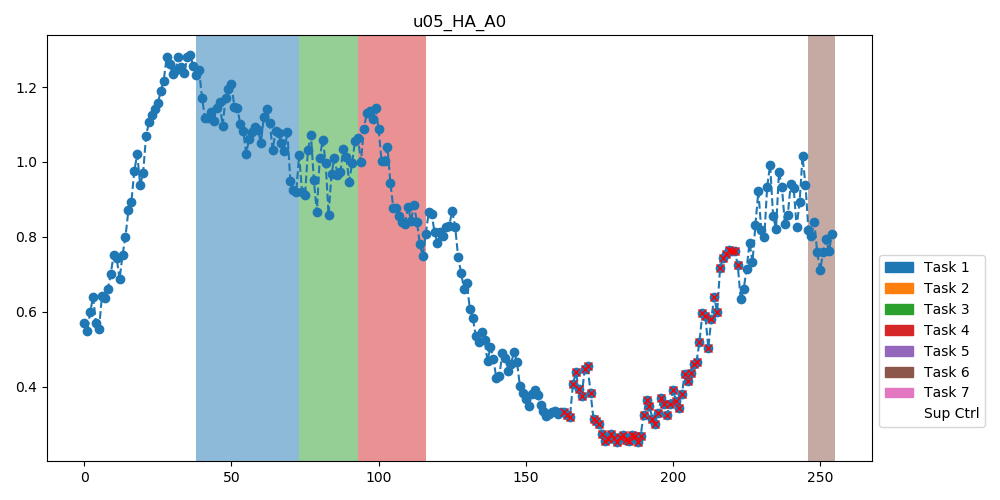 u05_HA_A0
1.2
1.0
0.8
0.6
0.4
0 50 100 150 200 250
Task 1
Task 2
Task 3
Task 4
Task 5
Task 6
Task 7
Sup Ctrl